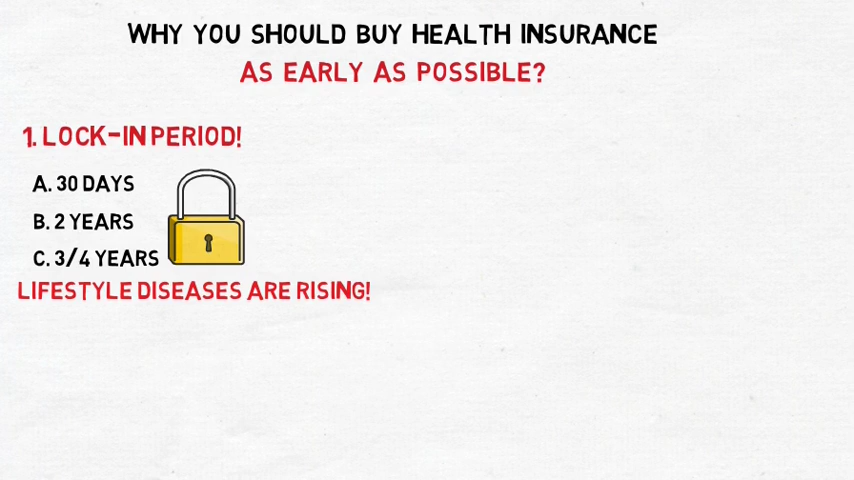 WHY YOU SHOULD BUY HEALTH INSURANCE
AS EARLY AS POSSIBLE?
1. LOCK-IN PERIOD!
A. 30 DAYS
B. 2 YEARS
C. 3/4 YEARS
LIFESTYLE DISEASES ARE RISING!